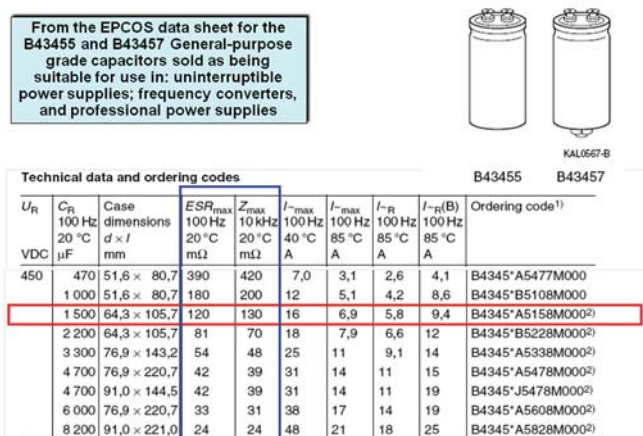 From the EPCOS data sheet for the
B43455 and B43457 General-purpose
grade capacitors sold as being
suitable for use in: uninterruptible
power supplies; frequency converters,
and professional power supplies
KAL0567-B
Technical data and ordering codes B43455 B43457
UR CR Case ESRmax Zmax I~max I~max I~R I~R(B) Ordering code1)
100 Hz dimensions 100 Hz 10 kHz 100 Hz 100 Hz 100 Hz 100 Hz
20 °C d × l 20 °C 20 °C 40 °C 85 °C 85 °C 85 °C
VDC µF mm mΩ mΩ A A A A
450 470 51,6 × 80,7 390 420 7,0 3,1 2,6 4,1 B4345*A5477M000
1 000 51,6 × 80,7 180 200 12 5,1 4,2 8,6 B4345*B5108M000
1 500 64,3 × 105,7 120 130 16 6,9 5,8 9,4 B4345*A5158M0002)
2 200 64,3 × 105,7 81 70 18 7,9 6,6 12 B4345*B5228M0002)
3 300 76,9 × 143,2 54 48 25 11 9,1 14 B4345*A5338M0002)
4 700 76,9 × 220,7 42 39 31 14 11 15 B4345*A5478M0002)
4 700 91,0 × 144,5 42 39 31 14 11 19 B4345*J5478M0002)
6 000 76,9 × 220,7 33 31 38 17 14 19 B4345*A5608M0002)
8 200 91,0 × 221,0 24 24 48 21 18 25 B4345*A5828M0002)